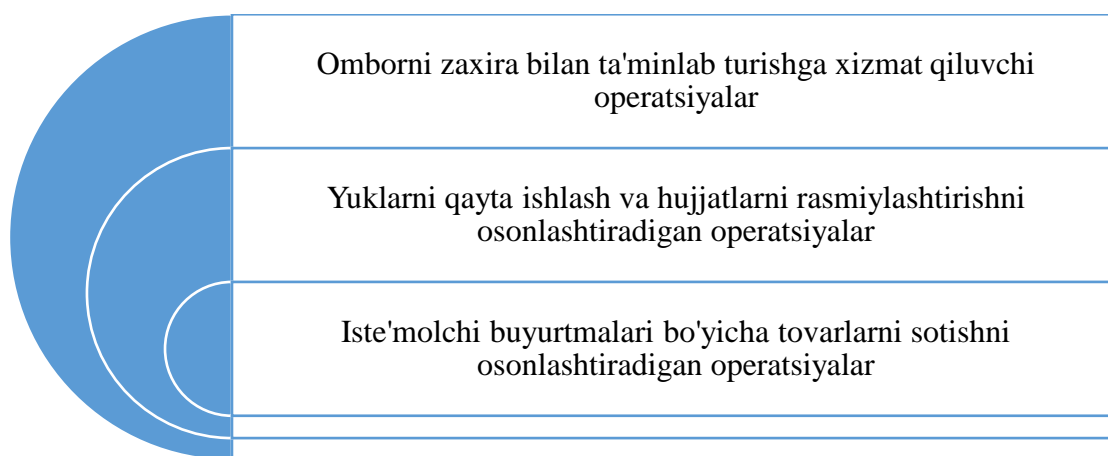 Omborni zaxira bilan ta'minlab turishga xizmat qiluvchi
operatsiyalar
Yuklarni qayta ishlash va hujjatlarni rasmiylashtirishni
osonlashtiradigan operatsiyalar
Iste'molchi buyurtmalari bo'yicha tovarlarni sotishni
osonlashtiradigan operatsiyalar